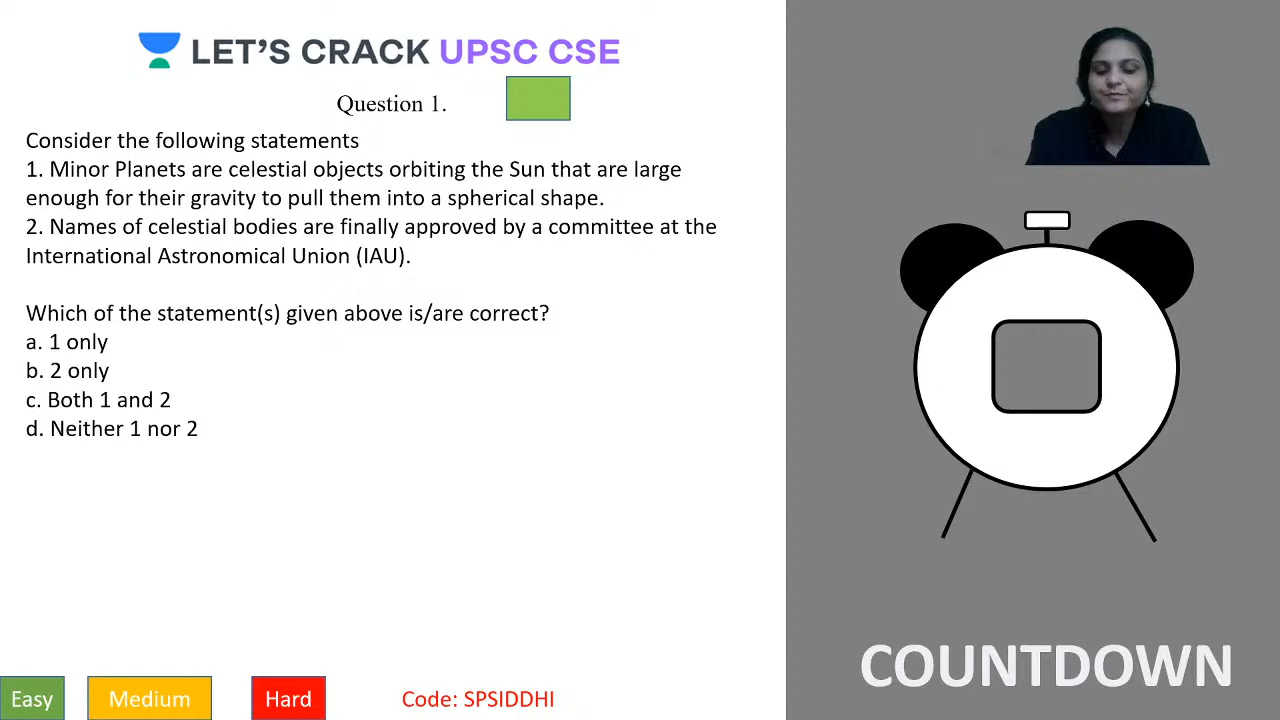 LET'S CRACK UPSC CSE
Question 1.
Consider the following statements
1. Minor Planets are celestial objects orbiting the Sun that are large
enough for their gravity to pull them into a spherical shape.
2. Names of celestial bodies are finally approved by a committee at the
International Astronomical Union (IAU).
Which of the statement(s) given above is/are correct?
a. 1 only
b. 2 only
c. Both 1 and 2
d. Neither 1 nor 2
COUNTDOWN
Easy
Medium
Hard
Code: SPSIDDHI